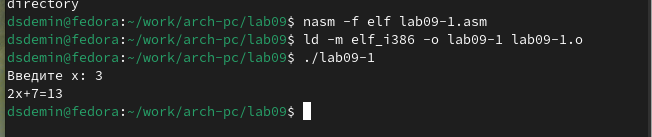 directory
dsdemin@fedora:~/work/arch-pc/lab09$ nasm -f elf lab09-1.asm
dsdemin@fedora:~/work/arch-pc/lab09$ ld -m elf_i386 -o lab09-1 lab09-1.o
dsdemin@fedora:~/work/arch-pc/lab09$ ./lab09-1
Введите x: 3
2x+7=13
dsdemin@fedora:~/work/arch-pc/lab09$